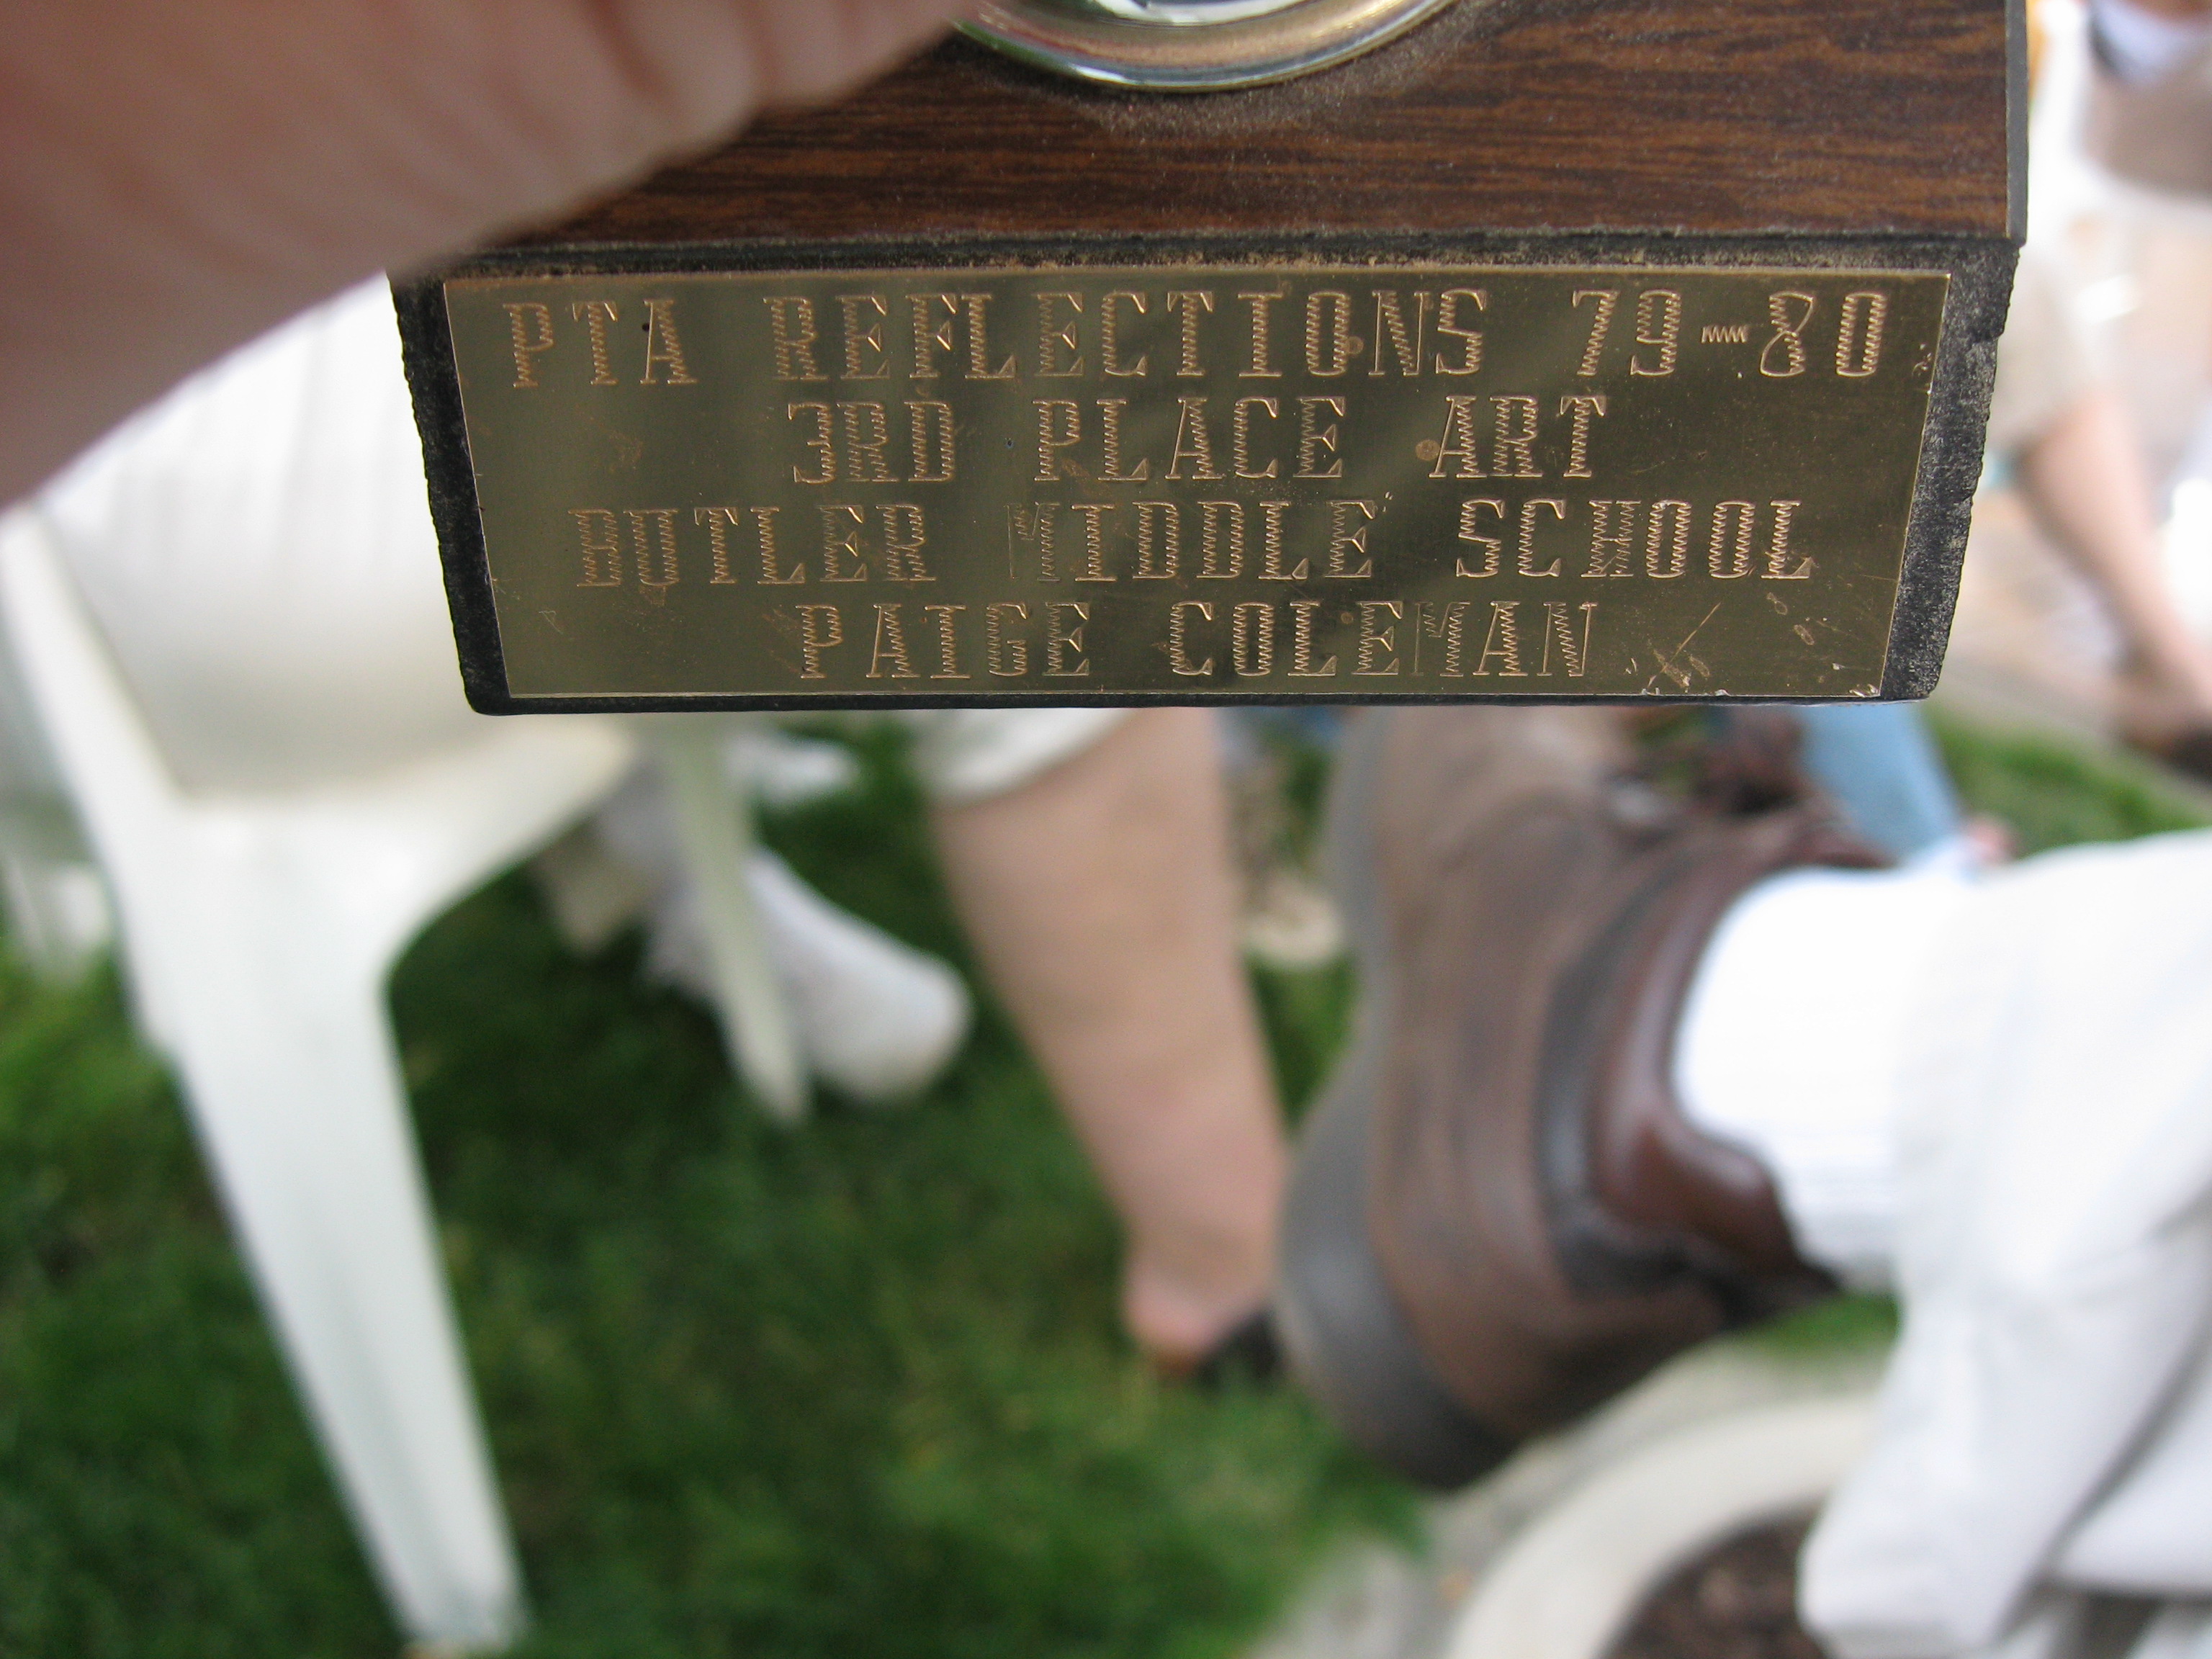 PTA REFLECTIONS 79-80
3RD PLACE ART
BUTLER MIDDLE SCHOOL
PAIGE COLEMAN